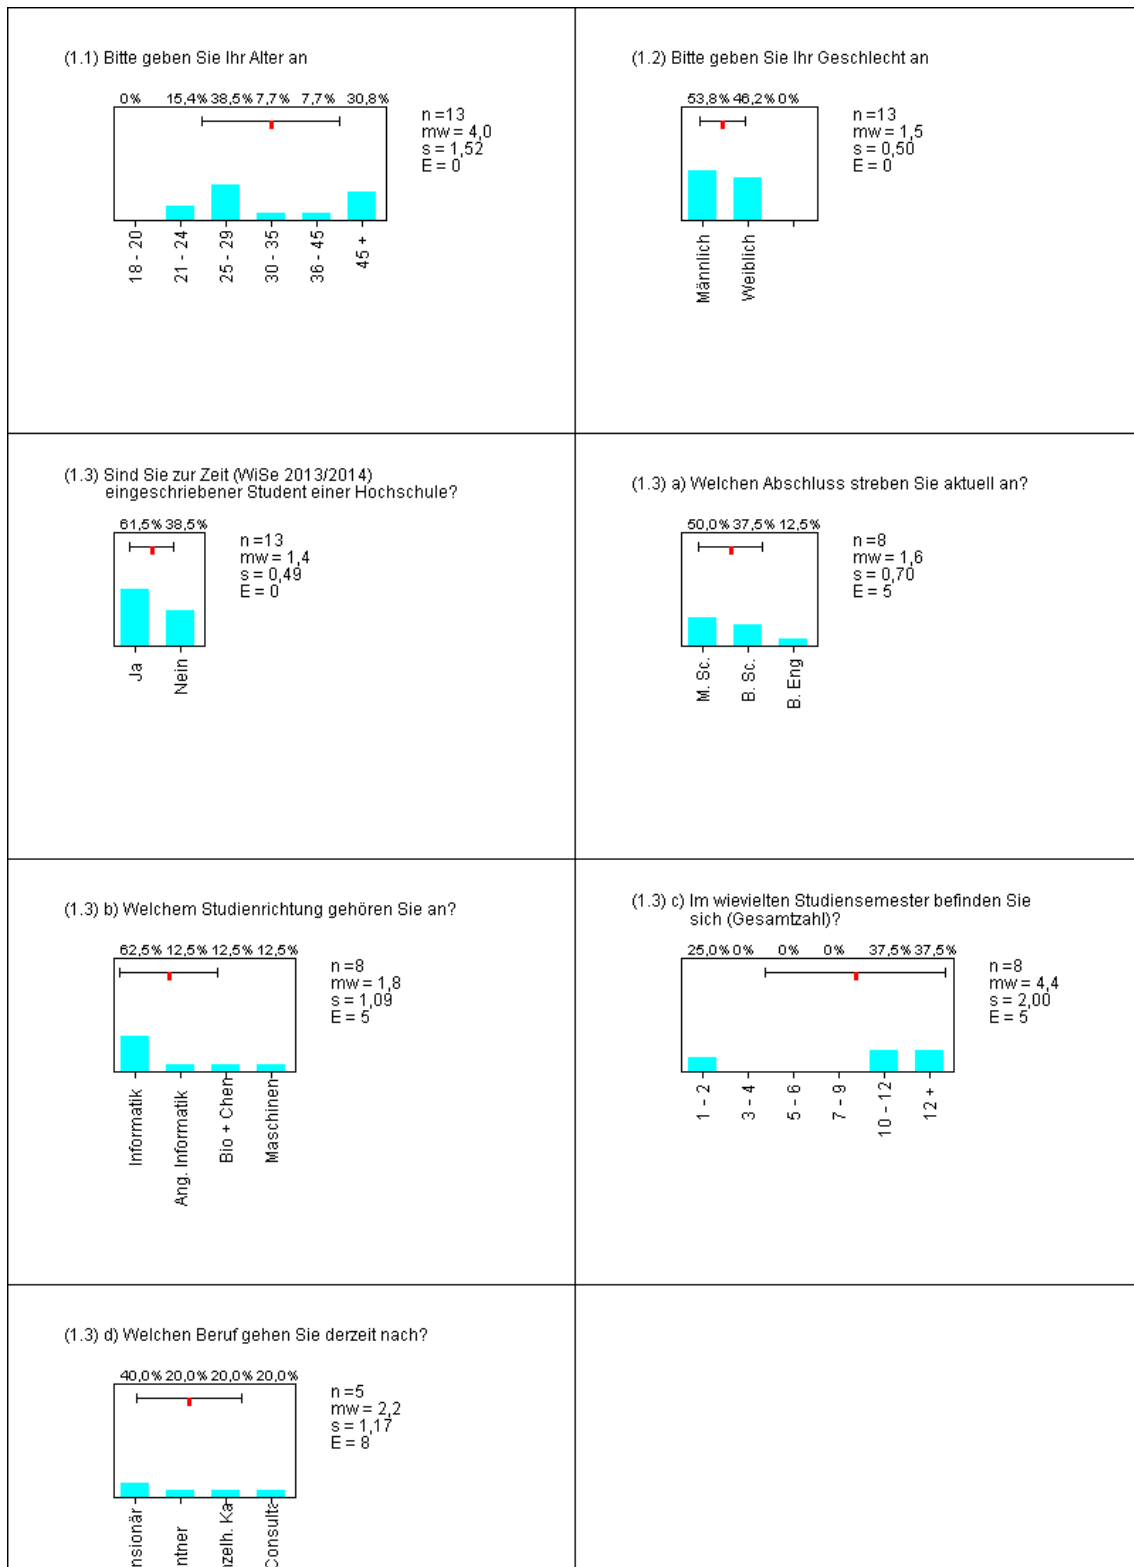 (1.1) Bitte geben Sie Ihr Alter an
0% 15,4% 38,5% 7,7% 7,7% 30,8%
n =13
mw = 4,0
s = 1,52
E = 0
18 - 20
21 - 24
25 - 29
30 - 35
36 - 45
45 +
(1.2) Bitte geben Sie Ihr Geschlecht an
53,8% 46,2% 0%
n =13
mw = 1,5
s = 0,50
E = 0
Männlich
Weiblich
(1.3) Sind Sie zur Zeit (WiSe 2013/2014)
eingeschriebener Student einer Hochschule?
61,5% 38,5%
n =13
mw = 1,4
s = 0,49
E = 0
Ja
Nein
(1.3) a) Welchen Abschluss streben Sie aktuell an?
50,0% 37,5% 12,5%
n =8
mw = 1,6
s = 0,70
E = 5
M. Sc.
B. Sc.
B. Eng
(1.3) b) Welchem Studienrichtung gehören Sie an?
62,5% 12,5% 12,5% 12,5%
n =8
mw = 1,8
s = 1,09
E = 5
Informatik
Ang. Informatik
Bio + Chen
Maschinen
(1.3) c) Im wievielten Studiensemester befinden Sie
sich (Gesamtzahl)?
25,0% 0% 0% 0% 37,5% 37,5%
n =8
mw = 4,4
s = 2,00
E = 5
1 - 2
3 - 4
5 - 6
7 - 9
10 - 12
12 +
(1.3) d) Welchen Beruf gehen Sie derzeit nach?
40,0% 20,0% 20,0% 20,0%
n =5
mw = 2,2
s = 1,17
E = 8
nsionär
ntner
zelh. Ka
Consulta